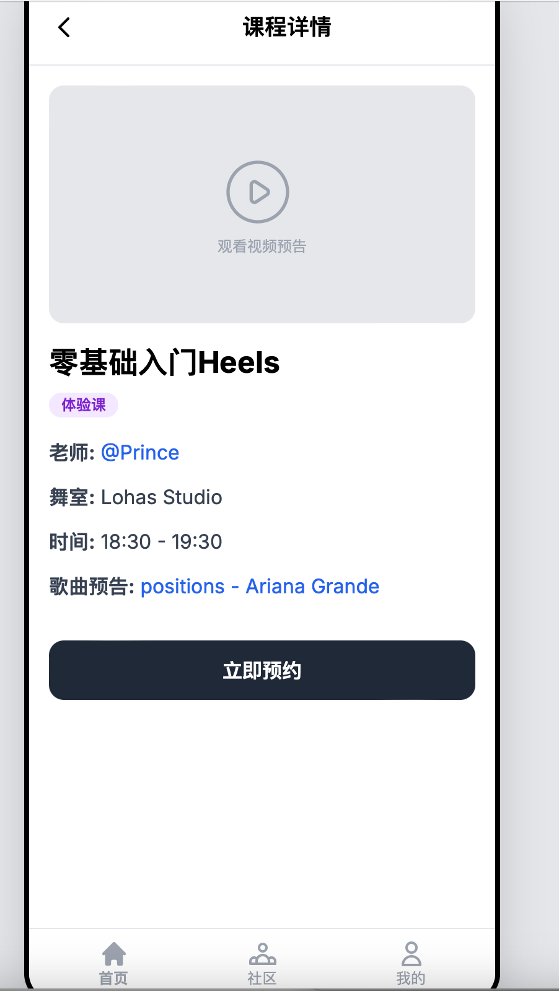 课程详情
观看视频预告
零基础入门Heels
体验课
老师: @Prince
舞室: Lohas Studio
时间: 18:30 - 19:30
歌曲预告: positions - Ariana Grande
立即预约
首页 社区 我的